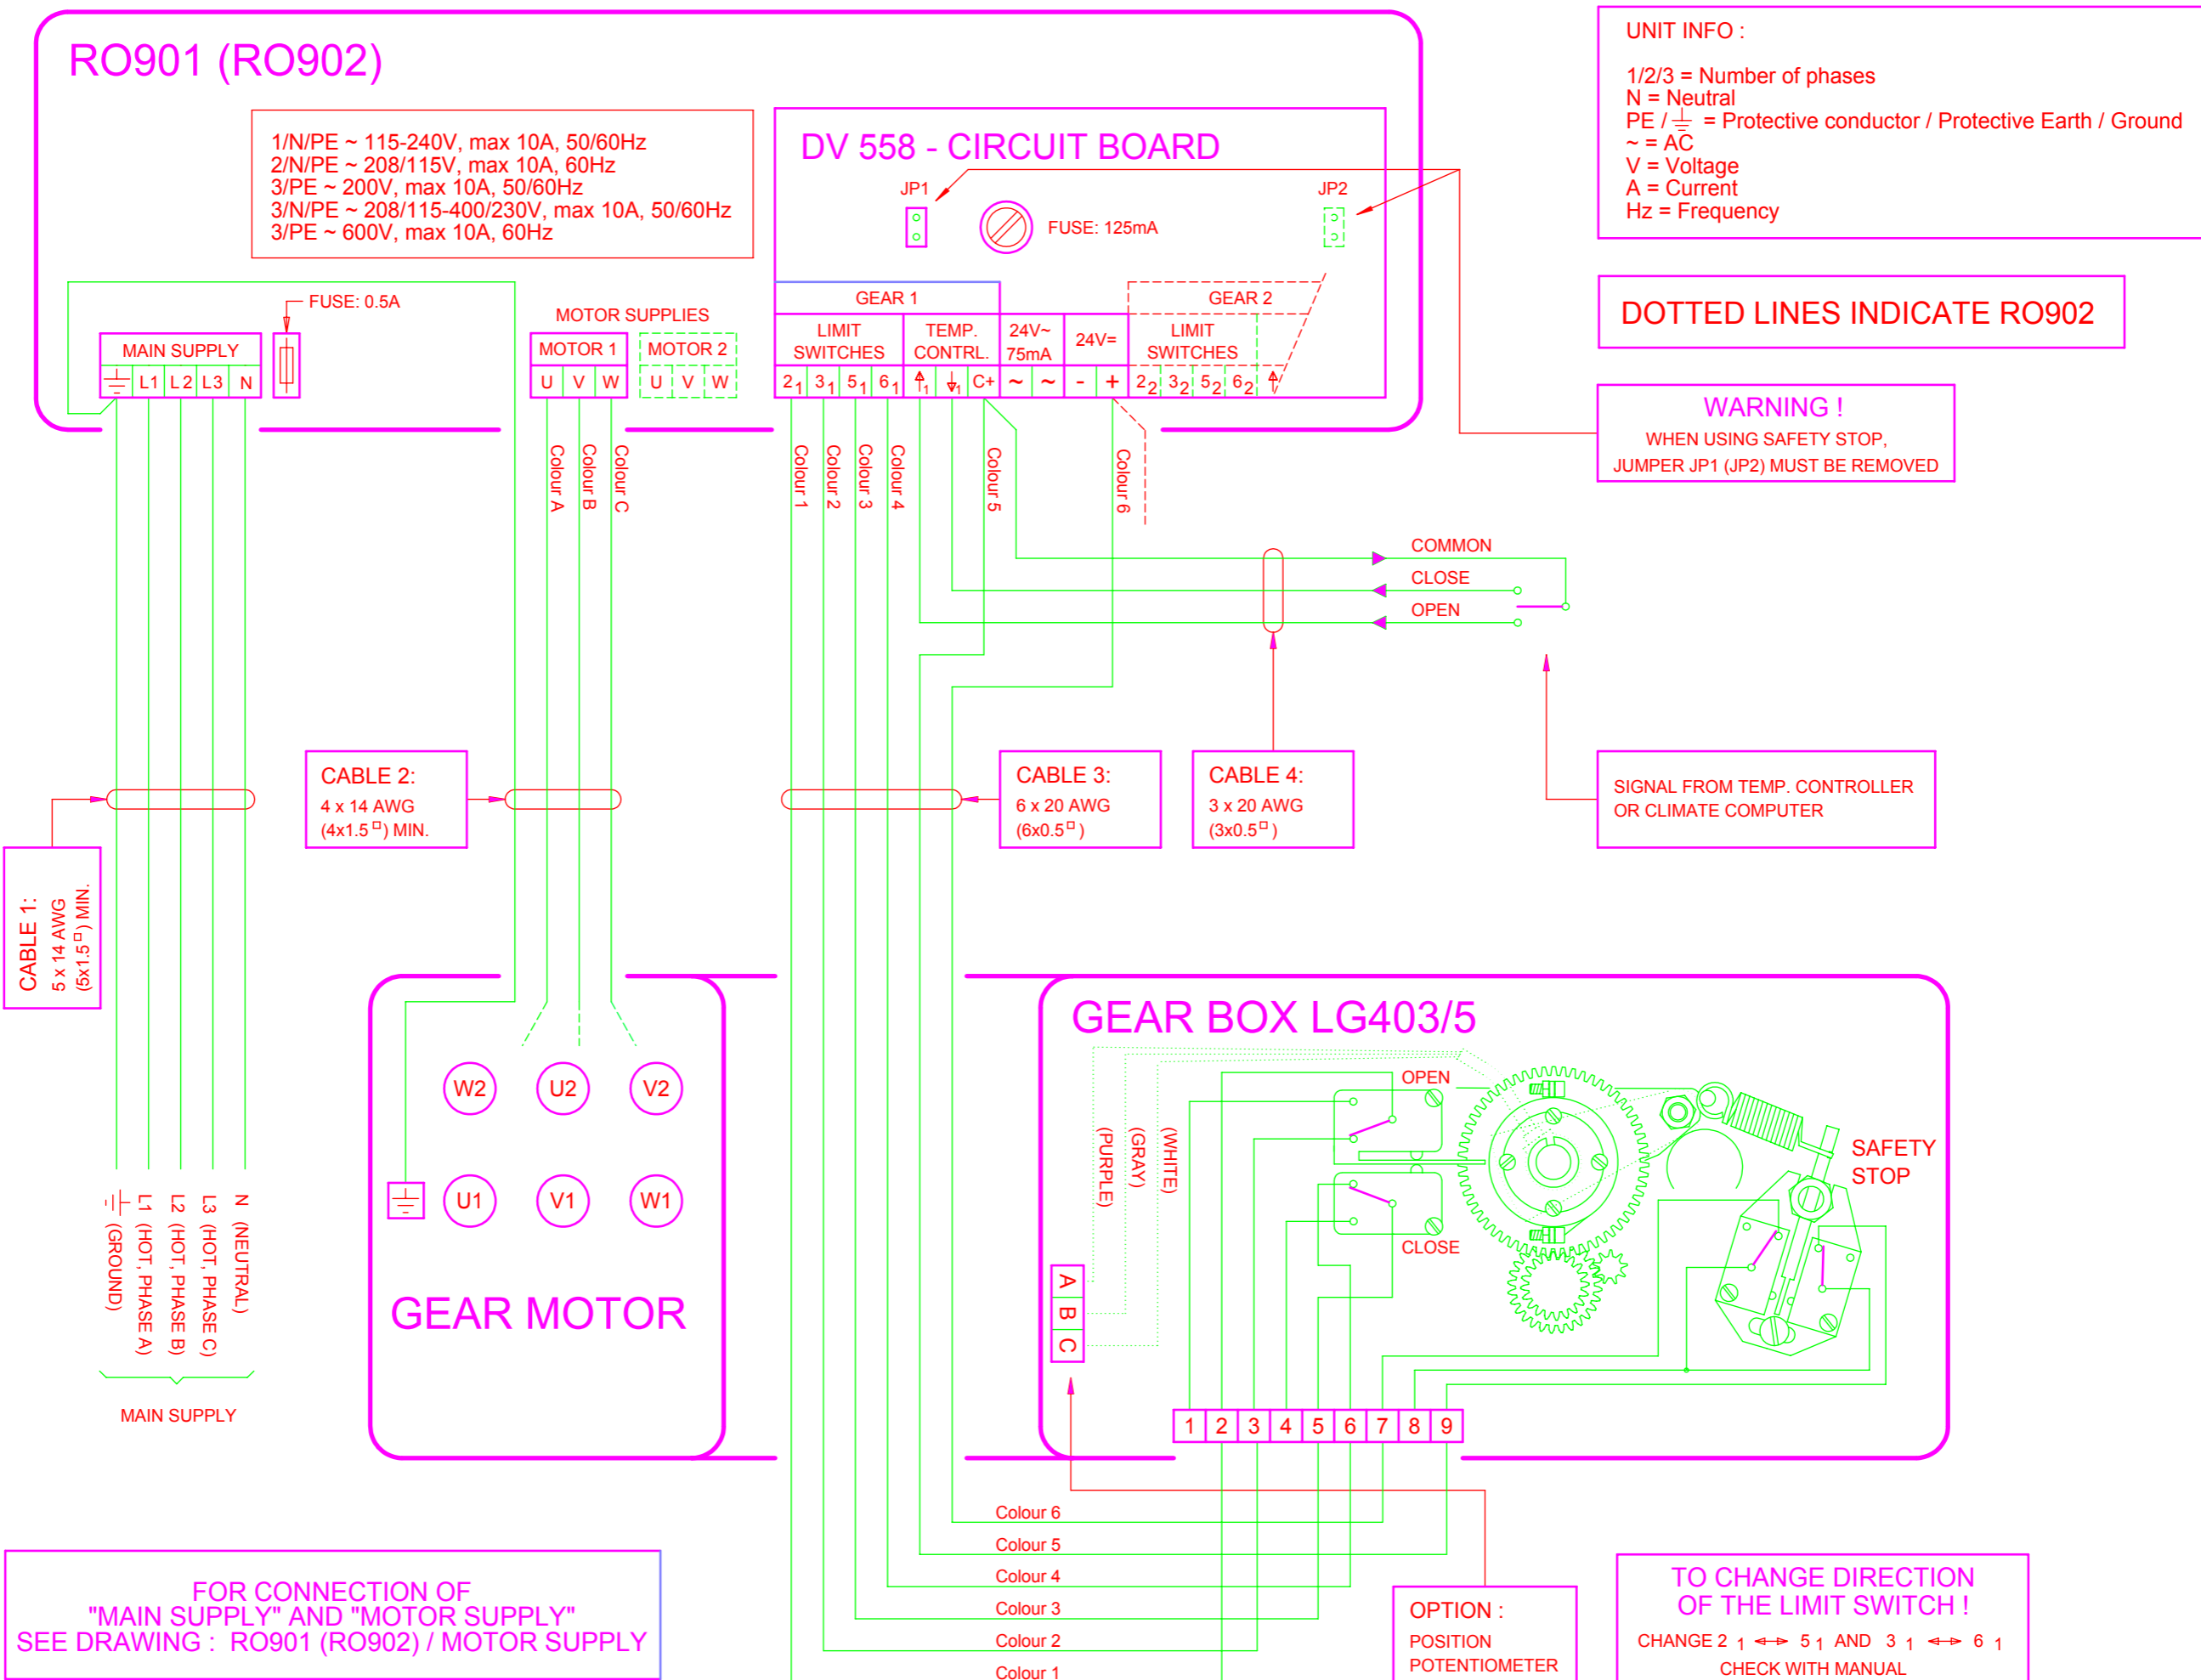 RO901 (RO902)
1/N/PE ~ 115-240V, max 10A, 50/60Hz
2/N/PE ~ 208/115V, max 10A, 60Hz
3/PE ~ 200V, max 10A, 50/60Hz
3/N/PE ~ 208/115-400/230V, max 10A, 50/60Hz
3/PE ~ 600V, max 10A, 60Hz
DV 558 - CIRCUIT BOARD
JP1
FUSE: 125mA
JP2
UNIT INFO :
1/2/3 = Number of phases
N = Neutral
PE / ⏚ = Protective conductor / Protective Earth / Ground
~ = AC
V = Voltage
A = Current
Hz = Frequency
DOTTED LINES INDICATE RO902
WARNING !
WHEN USING SAFETY STOP,
JUMPER JP1 (JP2) MUST BE REMOVED
FUSE: 0.5A
MAIN SUPPLY
⏚ L1 L2 L3 N
MOTOR SUPPLIES
MOTOR 1
U V W
MOTOR 2
U V W
GEAR 1
LIMIT
SWITCHES
TEMP.
CONTRL.
24V~
75mA
24V=
GEAR 2
LIMIT
SWITCHES
2₁ 3₁ 5₁ 6₁ ↑₁ ↓₁ C+ ~ ~ - + 2₂ 3₂ 5₂ 6₂ ↑
Colour A
Colour B
Colour C
Colour 1
Colour 2
Colour 3
Colour 4
Colour 5
Colour 6
COMMON
CLOSE
OPEN
CABLE 1:
5 x 14 AWG
(5x1.5 □) MIN.
CABLE 2:
4 x 14 AWG
(4x1.5 □) MIN.
CABLE 3:
6 x 20 AWG
(6x0.5 □)
CABLE 4:
3 x 20 AWG
(3x0.5 □)
SIGNAL FROM TEMP. CONTROLLER
OR CLIMATE COMPUTER
⏚ (GROUND)
L1 (HOT, PHASE A)
L2 (HOT, PHASE B)
L3 (HOT, PHASE C)
N (NEUTRAL)
MAIN SUPPLY
W2 U2 V2
⏚ U1 V1 W1
GEAR MOTOR
GEAR BOX LG403/5
(PURPLE)
(GRAY)
(WHITE)
OPEN
CLOSE
SAFETY
STOP
A
B
C
1 2 3 4 5 6 7 8 9
Colour 6
Colour 5
Colour 4
Colour 3
Colour 2
Colour 1
FOR CONNECTION OF
"MAIN SUPPLY" AND "MOTOR SUPPLY"
SEE DRAWING : RO901 (RO902) / MOTOR SUPPLY
OPTION :
POSITION
POTENTIOMETER
TO CHANGE DIRECTION
OF THE LIMIT SWITCH !
CHANGE 2 ₁ ↔ 5 ₁ AND 3 ₁ ↔ 6 ₁
CHECK WITH MANUAL